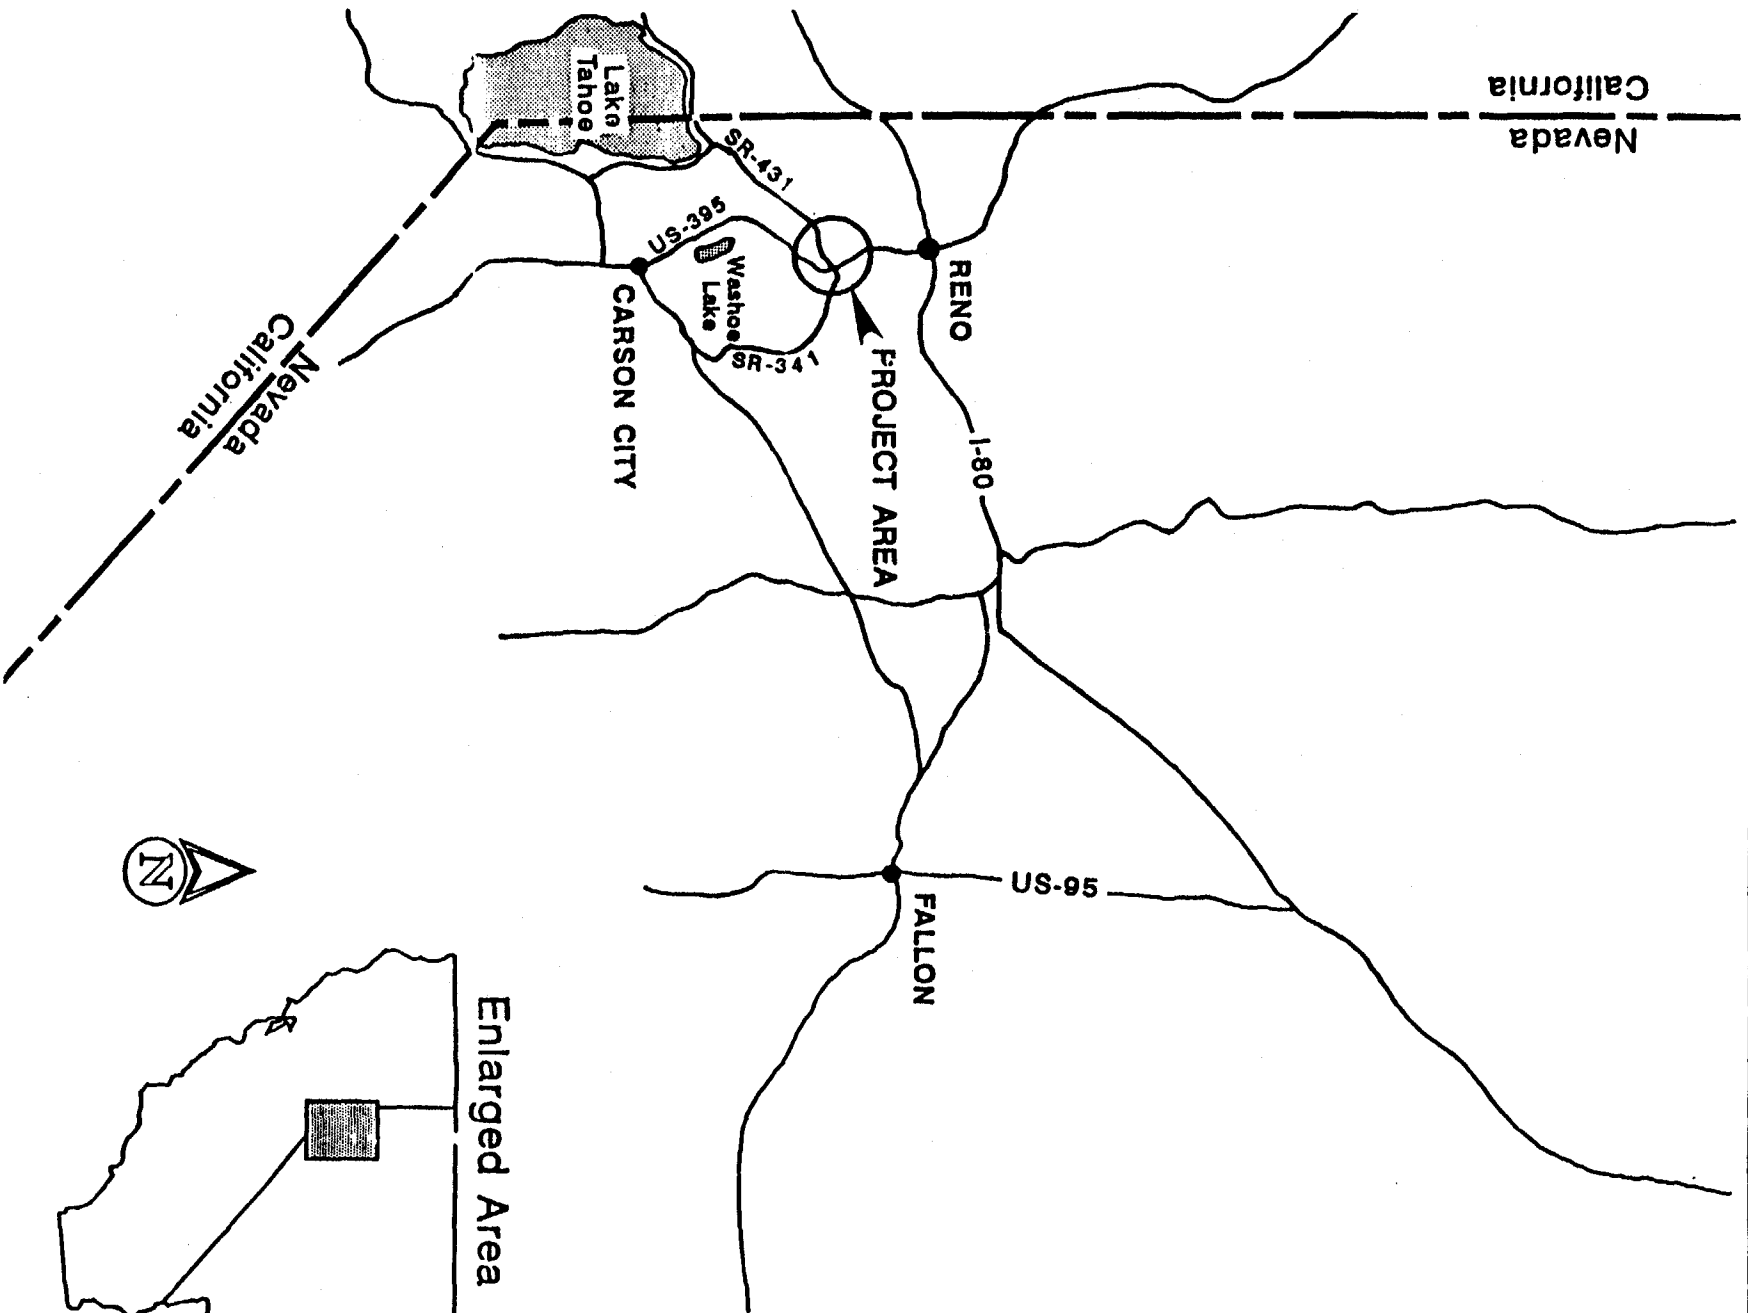 California
Nevada
Lake
Tahoe
SR-431
US-395
Washoe
Lake
SR-341
RENO
CARSON CITY
PROJECT AREA
I-80
Nevada
California
US-95
FALLON
N
Enlarged Area